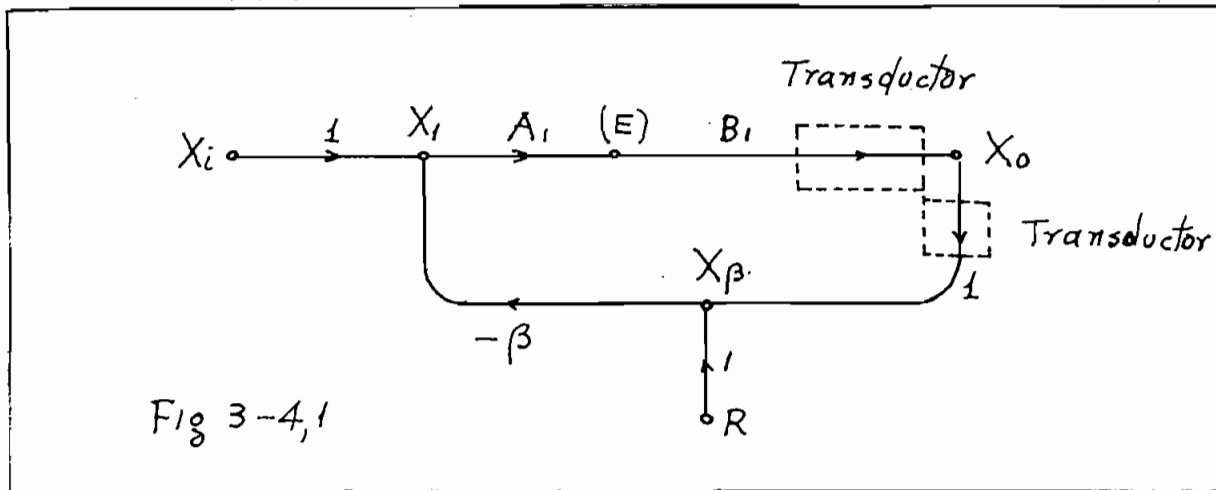 Transductor
Xi 1 X1 A1 (E) B1 Xo
Transductor
Xβ 1
-β
1
R
Fig 3-4,1